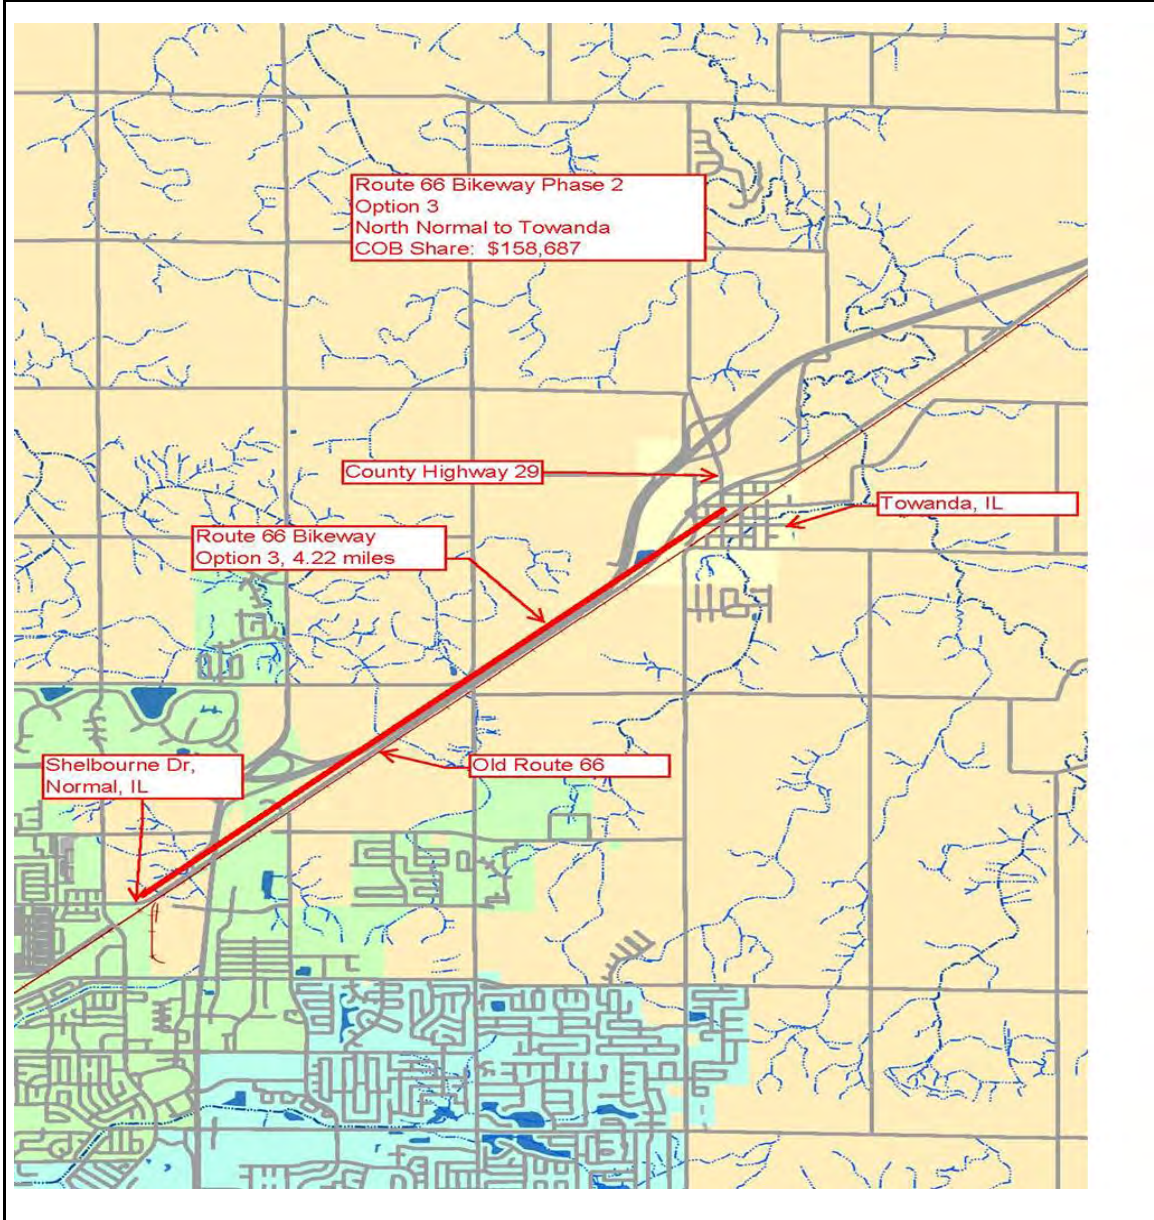 Route 66 Bikeway Phase 2
Option 3
North Normal to Towanda
COB Share: $158,687
County Highway 29
Towanda, IL
Route 66 Bikeway
Option 3, 4.22 miles
Shelbourne Dr,
Normal, IL
Old Route 66